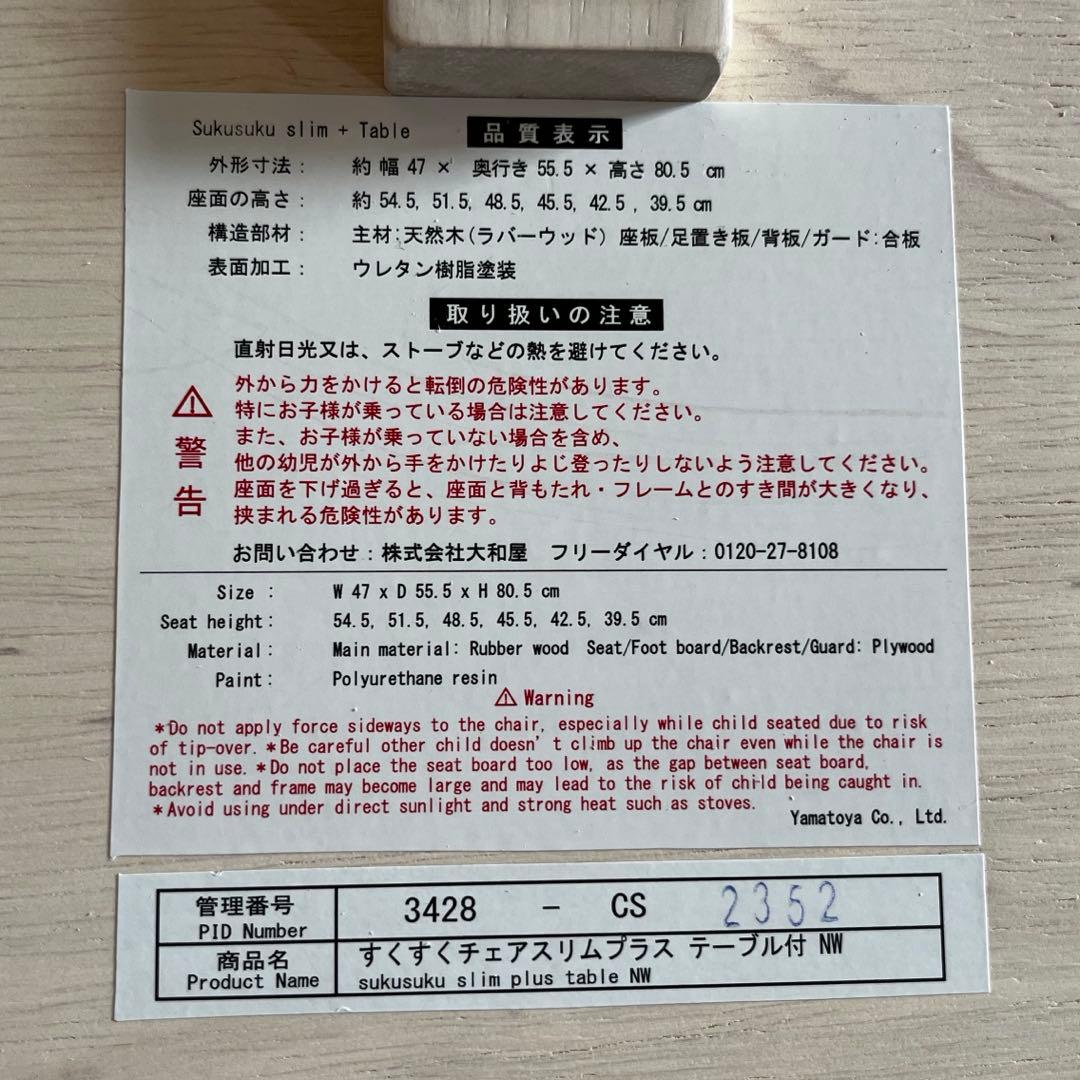 Sukusuku slim + Table 品質表示
外形寸法： 約 幅 47 × 奥行き 55.5 × 高さ 80.5 cm
座面の高さ： 約 54.5, 51.5, 48.5, 45.5, 42.5 , 39.5 cm
構造部材： 主材:天然木(ラバーウッド) 座板/足置き板/背板/ガード:合板
表面加工： ウレタン樹脂塗装
取り扱いの注意
直射日光又は、ストーブなどの熱を避けてください。
⚠警告
外から力をかけると転倒の危険性があります。
特にお子様が乗っている場合は注意してください。
また、お子様が乗っていない場合を含め、
他の幼児が外から手をかけたりよじ登ったりしないよう注意してください。
座面を下げ過ぎると、座面と背もたれ・フレームとのすき間が大きくなり、
挟まれる危険性があります。
お問い合わせ：株式会社大和屋 フリーダイヤル：0120-27-8108
Size : W 47 x D 55.5 x H 80.5 cm
Seat height: 54.5, 51.5, 48.5, 45.5, 42.5, 39.5 cm
Material: Main material: Rubber wood Seat/Foot board/Backrest/Guard: Plywood
Paint: Polyurethane resin
⚠ Warning
*Do not apply force sideways to the chair, especially while child seated due to risk
of tip-over. *Be careful other child doesn't climb up the chair even while the chair is
not in use. *Do not place the seat board too low, as the gap between seat board,
backrest and frame may become large and may lead to the risk of child being caught in.
*Avoid using under direct sunlight and strong heat such as stoves.
Yamatoya Co., Ltd.
管理番号 3428 - CS 2352
PID Number
商品名 すくすくチェアスリムプラス テーブル付 NW
Product Name sukusuku slim plus table NW